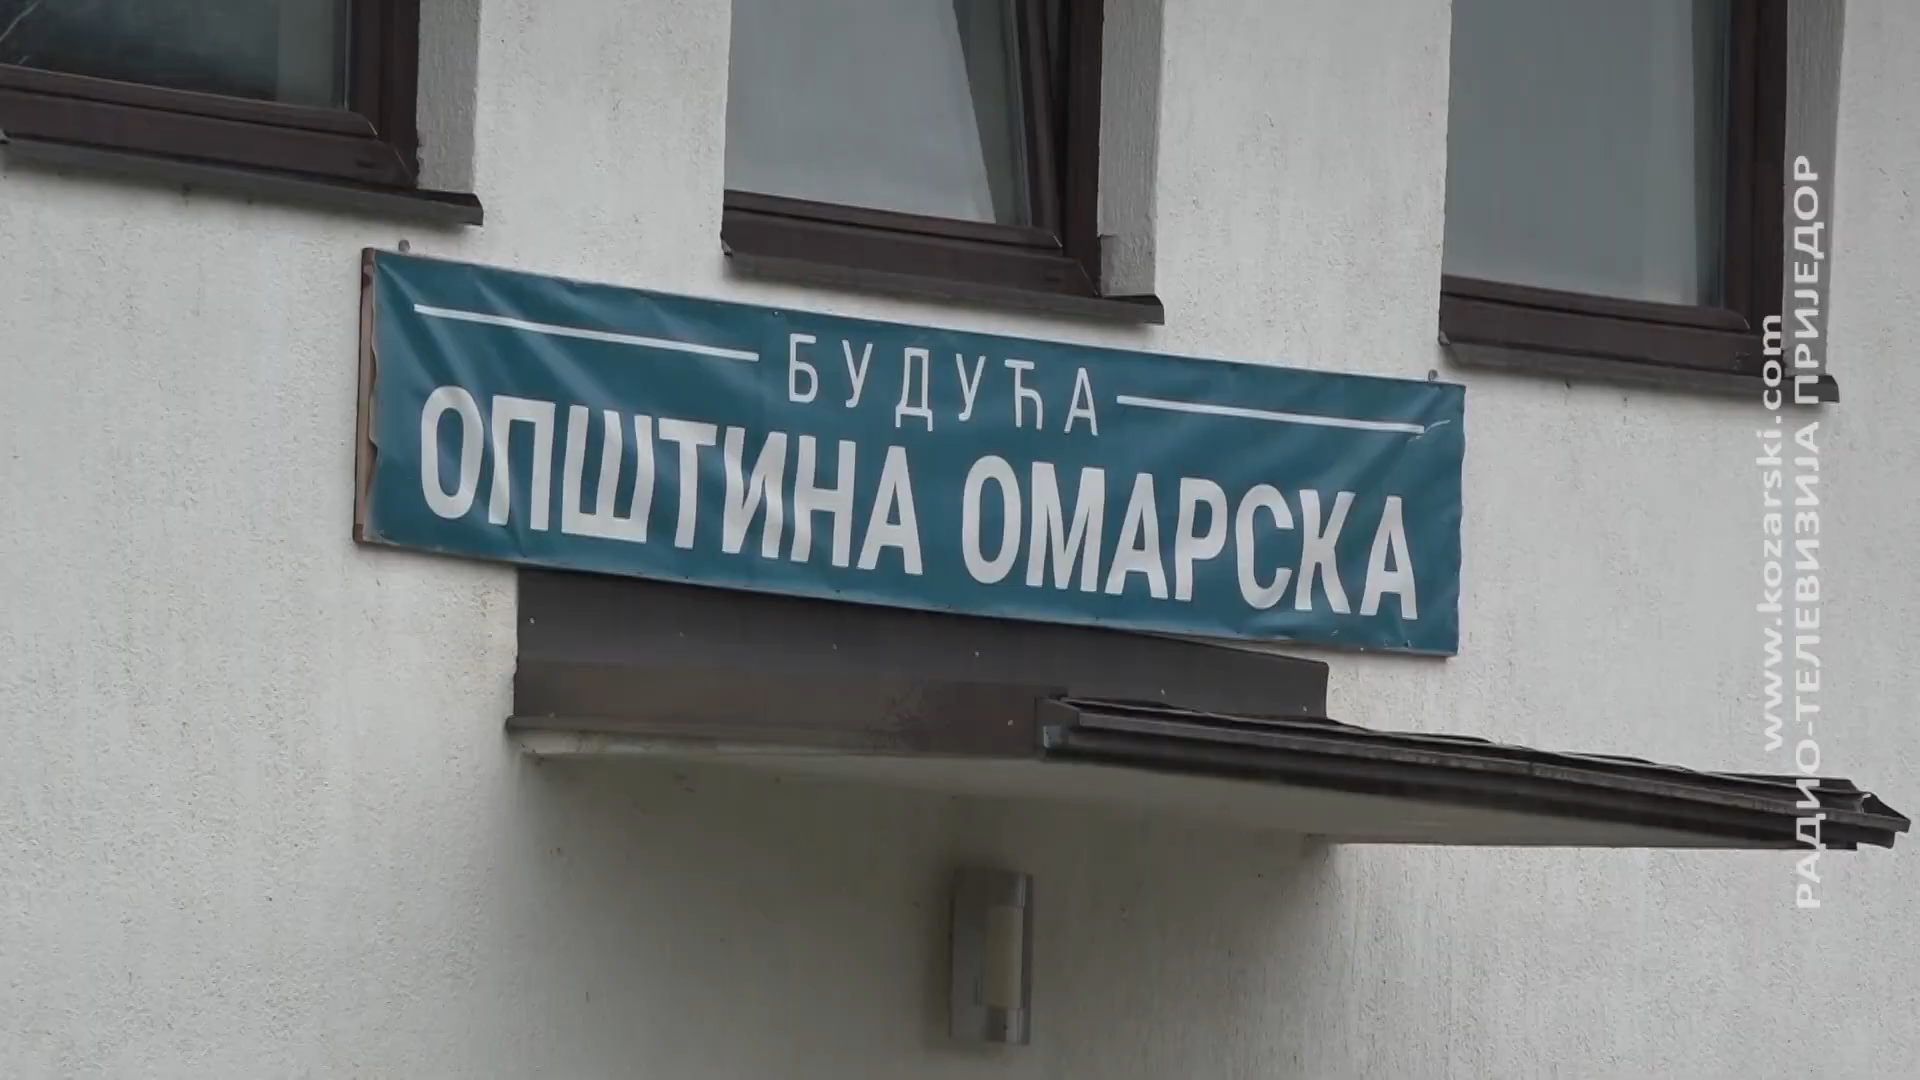 БУДУЋА
ОПШТИНА ОМАРСКА
www.kozarski.com
РАДИО-ТЕЛЕВИЗИЈА ПРИЈЕДОР